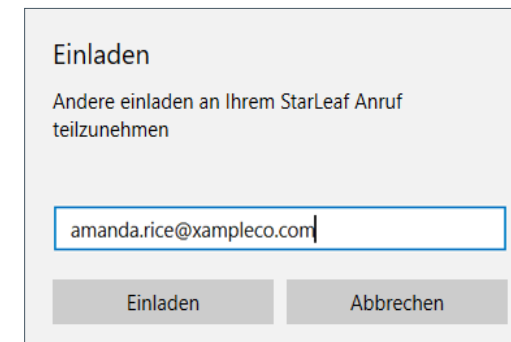 Einladen
Andere einladen an Ihrem StarLeaf Anruf
teilzunehmen
amanda.rice@xampleco.com
Einladen Abbrechen